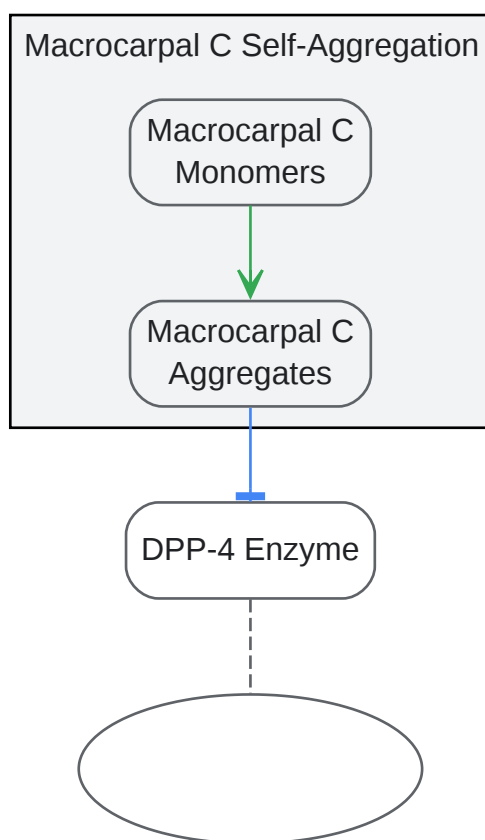 Macrocarpal C Self-Aggregation
Macrocarpal C
Monomers
Macrocarpal C
Aggregates
DPP-4 Enzyme